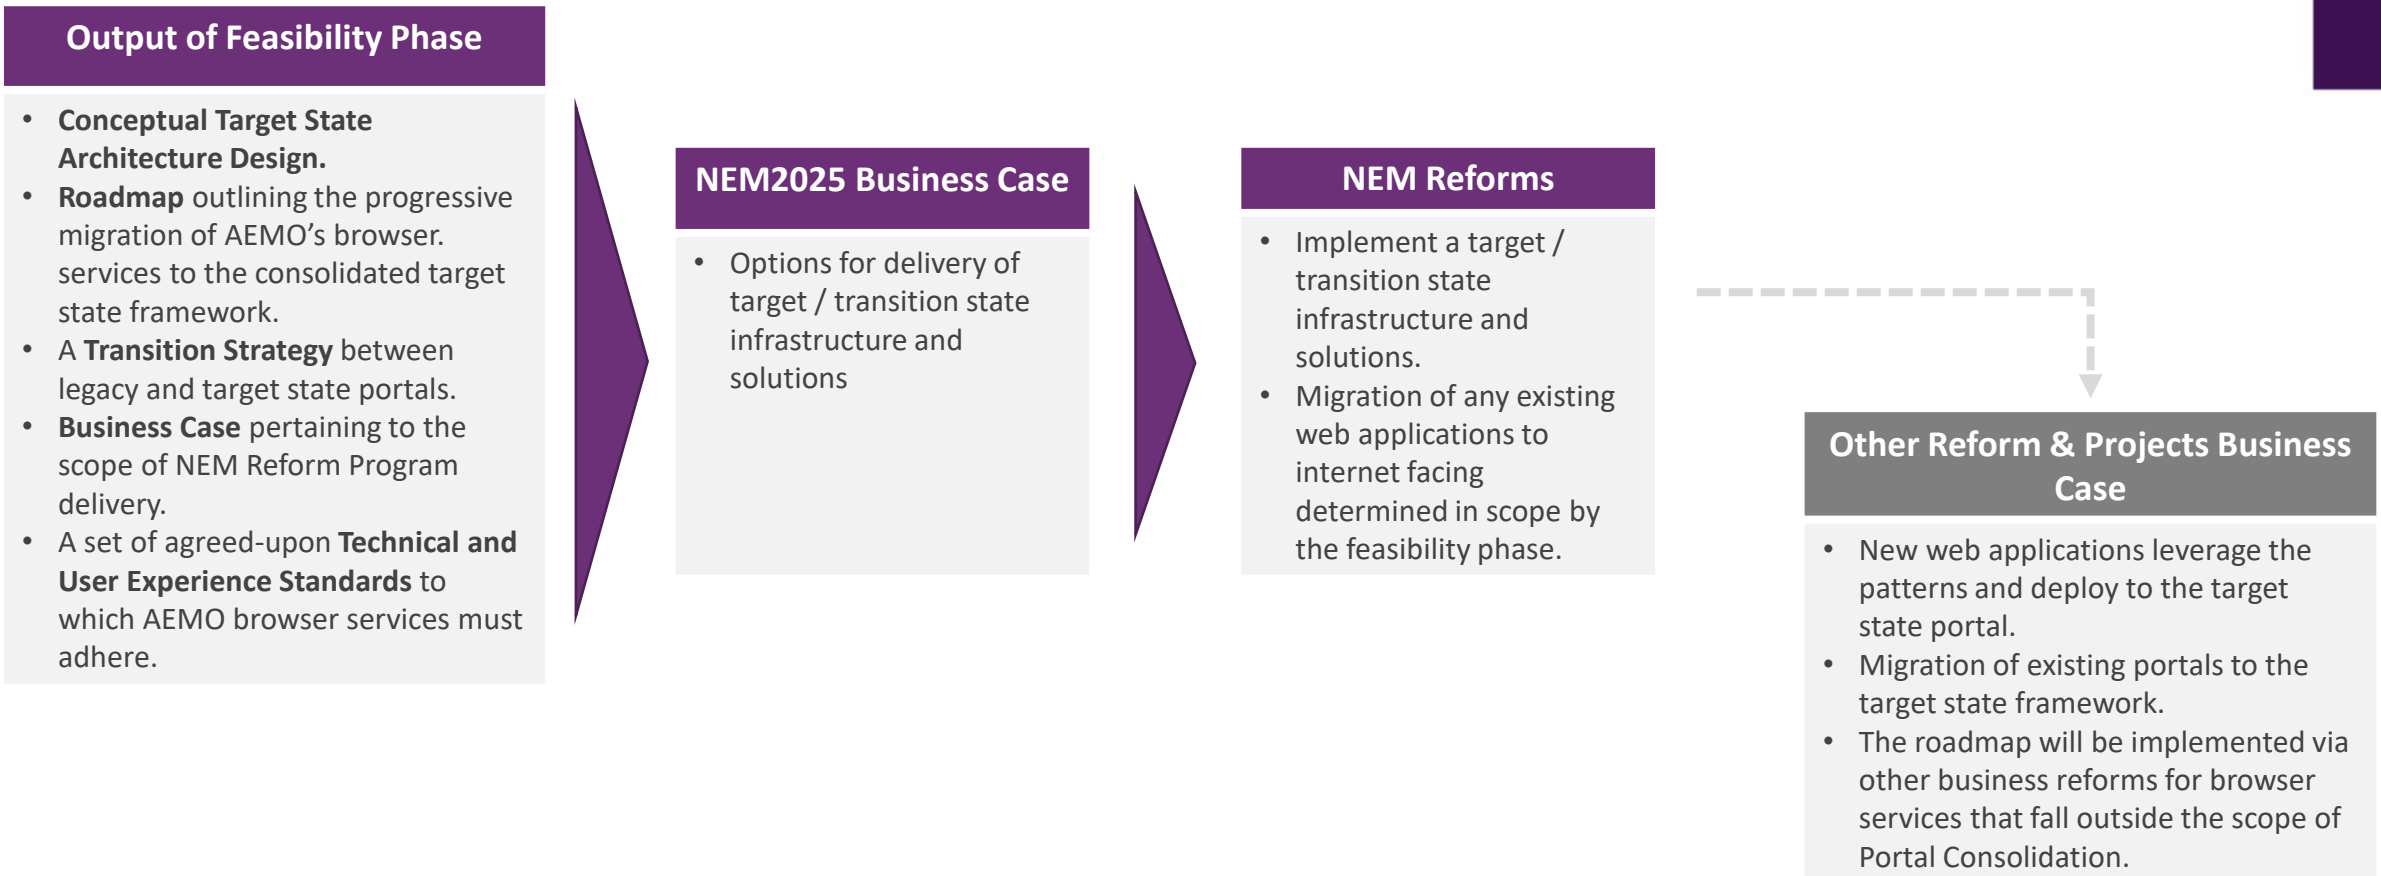 Output of Feasibility Phase
• Conceptual Target State
Architecture Design.
• Roadmap outlining the progressive
migration of AEMO’s browser.
services to the consolidated target
state framework.
• A Transition Strategy between
legacy and target state portals.
• Business Case pertaining to the
scope of NEM Reform Program
delivery.
• A set of agreed-upon Technical and
User Experience Standards to
which AEMO browser services must
adhere.
NEM2025 Business Case
• Options for delivery of
target / transition state
infrastructure and
solutions
NEM Reforms
• Implement a target /
transition state
infrastructure and
solutions.
• Migration of any existing
web applications to
internet facing
determined in scope by
the feasibility phase.
Other Reform & Projects Business
Case
• New web applications leverage the
patterns and deploy to the target
state portal.
• Migration of existing portals to the
target state framework.
• The roadmap will be implemented via
other business reforms for browser
services that fall outside the scope of
Portal Consolidation.